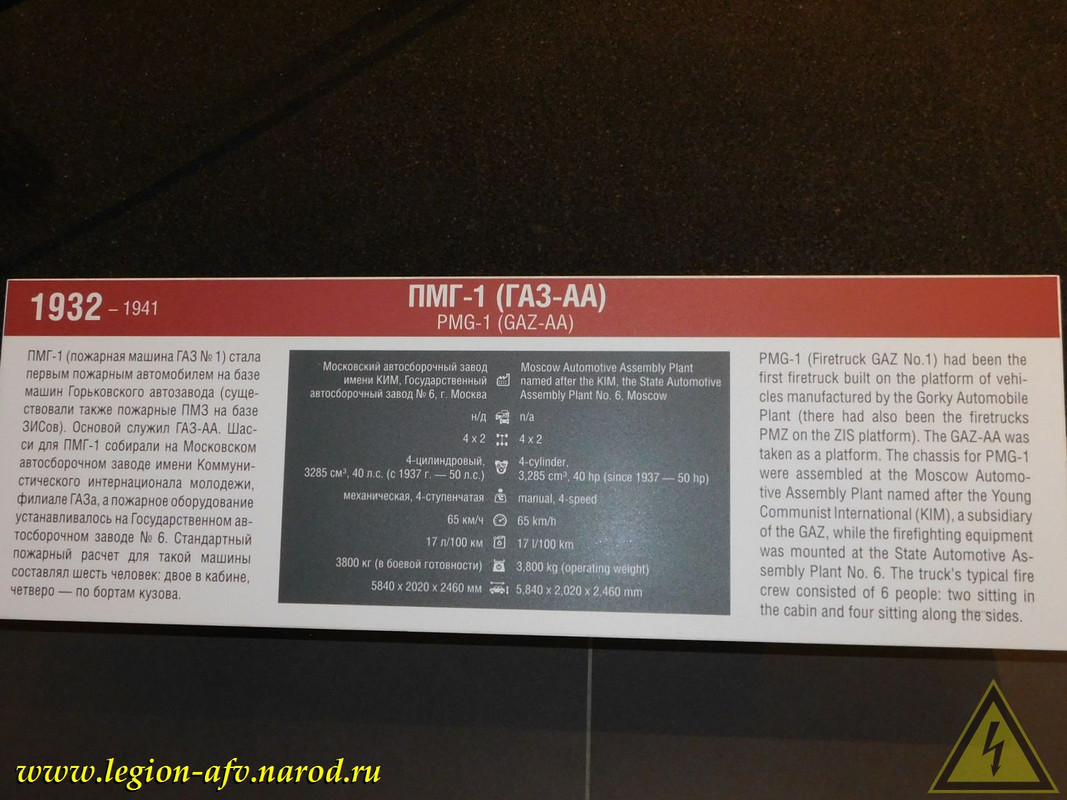 1932 – 1941
ПМГ-1 (ГАЗ-АА)
PMG-1 (GAZ-AA)
ПМГ-1 (пожарная машина ГАЗ № 1) стала
первым пожарным автомобилем на базе
машин Горьковского автозавода (суще-
ствовали также пожарные ПМЗ на базе
ЗИСов). Основой служил ГАЗ-АА. Шас-
си для ПМГ-1 собирали на Московском
автосборочном заводе имени Коммуни-
стического интернационала молодежи,
филиале ГАЗа, а пожарное оборудование
устанавливалось на Государственном ав-
тосборочном заводе № 6. Стандартный
пожарный расчет для такой машины
составлял шесть человек: двое в кабине,
четверо — по бортам кузова.
Московский автосборочный завод
имени КИМ, Государственный
автосборочный завод № 6, г. Москва
Moscow Automotive Assembly Plant
named after the KIM, the State Automotive
Assembly Plant No. 6, Moscow
н/д n/a
4 x 2 4 x 2
4-цилиндровый,
3285 см³, 40 л.с. (с 1937 г. — 50 л.с.)
4-cylinder,
3,285 cm³, 40 hp (since 1937 — 50 hp)
механическая, 4-ступенчатая manual, 4-speed
65 км/ч 65 km/h
17 л/100 км 17 l/100 km
3800 кг (в боевой готовности) 3,800 kg (operating weight)
5840 x 2020 x 2460 мм 5,840 x 2,020 x 2,460 mm
PMG-1 (Firetruck GAZ No.1) had been the
first firetruck built on the platform of vehi-
cles manufactured by the Gorky Automobile
Plant (there had also been the firetrucks
PMZ on the ZIS platform). The GAZ-AA was
taken as a platform. The chassis for PMG-1
were assembled at the Moscow Automo-
tive Assembly Plant named after the Young
Communist International (KIM), a subsidiary
of the GAZ, while the firefighting equipment
was mounted at the State Automotive As-
sembly Plant No. 6. The truck's typical fire
crew consisted of 6 people: two sitting in
the cabin and four sitting along the sides.
www.legion-afv.narod.ru